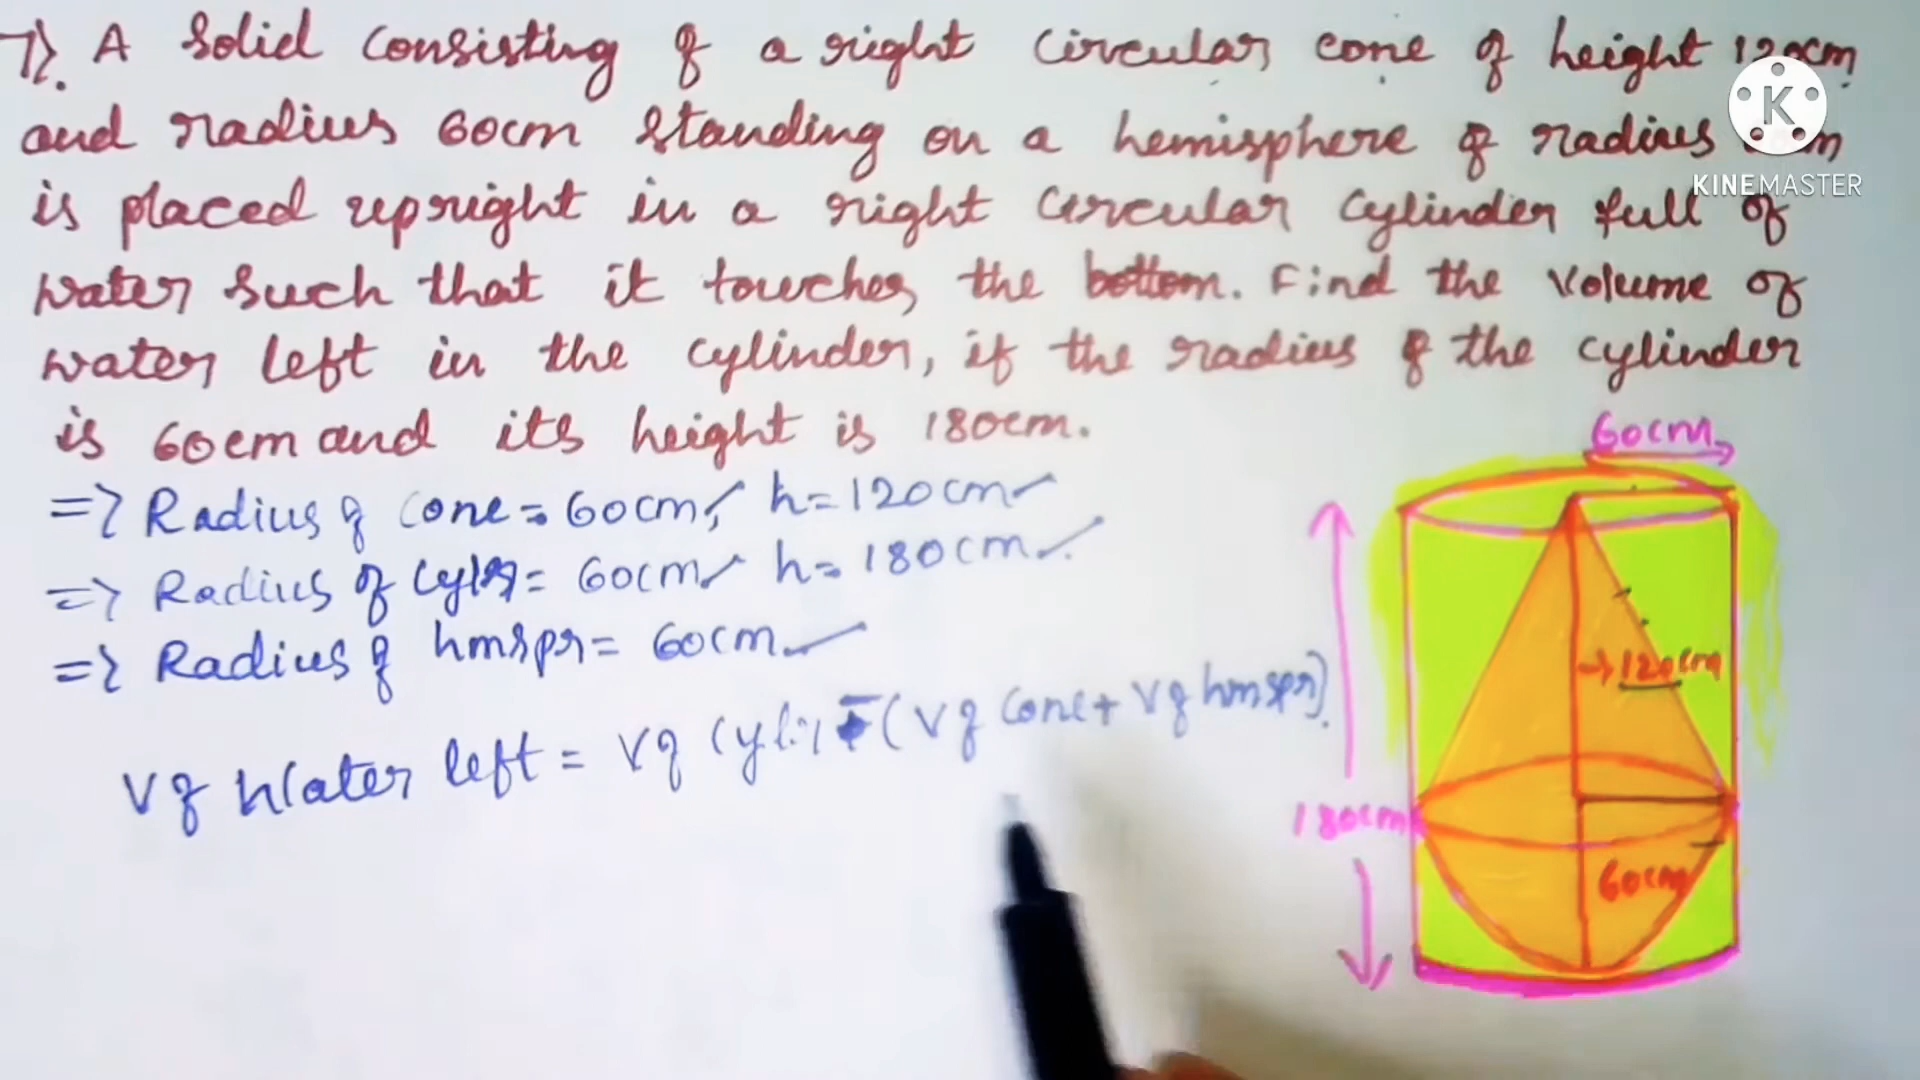 7). A solid consisting of a right circular cone of height 120cm
and radius 60cm standing on a hemisphere of radius
is placed upright in a right circular cylinder full of
water such that it touches the bottom. Find the volume of
water left in the cylinder, if the radius of the cylinder
is 60cm and its height is 180cm.
=> Radius of cone = 60cm, h = 120cm
=> Radius of cyl = 60cm h = 180cm
=> Radius of hmspr = 60cm
V of Water left = V of cyl - (V of cone + V of hmspr).
60cm
120cm
180cm
60cm
K
KINEMASTER